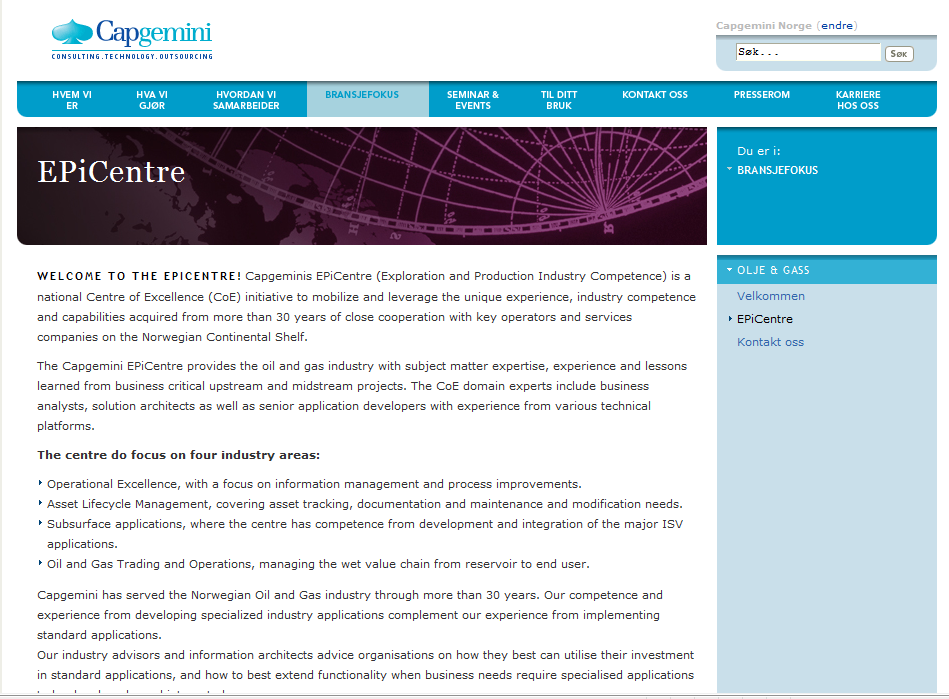 Capgemini
CONSULTING.TECHNOLOGY.OUTSOURCING
Capgemini Norge (endre)
Søk...
Søk
HVEM VI ER
HVA VI GJØR
HVORDAN VI SAMARBEIDER
BRANSJEFOKUS
SEMINAR & EVENTS
TIL DITT BRUK
KONTAKT OSS
PRESSEROM
KARRIERE HOS OSS
EPiCentre
Du er i:
BRANSJEFOKUS
OLJE & GASS
Velkommen
EPiCentre
Kontakt oss
WELCOME TO THE EPICENTRE! Capgeminis EPiCentre (Exploration and Production Industry Competence) is a
national Centre of Excellence (CoE) initiative to mobilize and leverage the unique experience, industry competence
and capabilities acquired from more than 30 years of close cooperation with key operators and services
companies on the Norwegian Continental Shelf.
The Capgemini EPiCentre provides the oil and gas industry with subject matter expertise, experience and lessons
learned from business critical upstream and midstream projects. The CoE domain experts include business
analysts, solution architects as well as senior application developers with experience from various technical
platforms.
The centre do focus on four industry areas:
Operational Excellence, with a focus on information management and process improvements.
Asset Lifecycle Management, covering asset tracking, documentation and maintenance and modification needs.
Subsurface applications, where the centre has competence from development and integration of the major ISV
applications.
Oil and Gas Trading and Operations, managing the wet value chain from reservoir to end user.
Capgemini has served the Norwegian Oil and Gas industry through more than 30 years. Our competence and
experience from developing specialized industry applications complement our experience from implementing
standard applications.
Our industry advisors and information architects advice organisations on how they best can utilise their investment
in standard applications, and how to best extend functionality when business needs require specialised applications